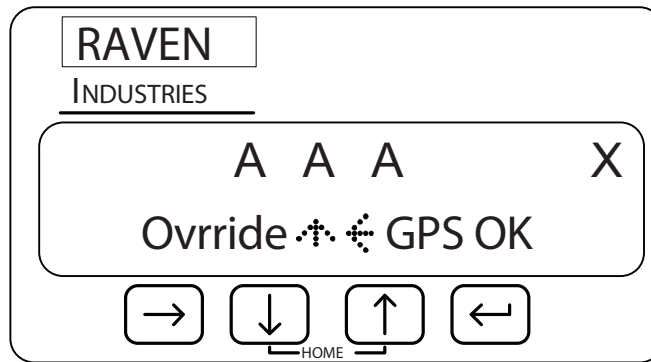 RAVEN
INDUSTRIES
A A A X
Ovrride ↑ ← GPS OK
→ ↓ ↑ ↵
HOME